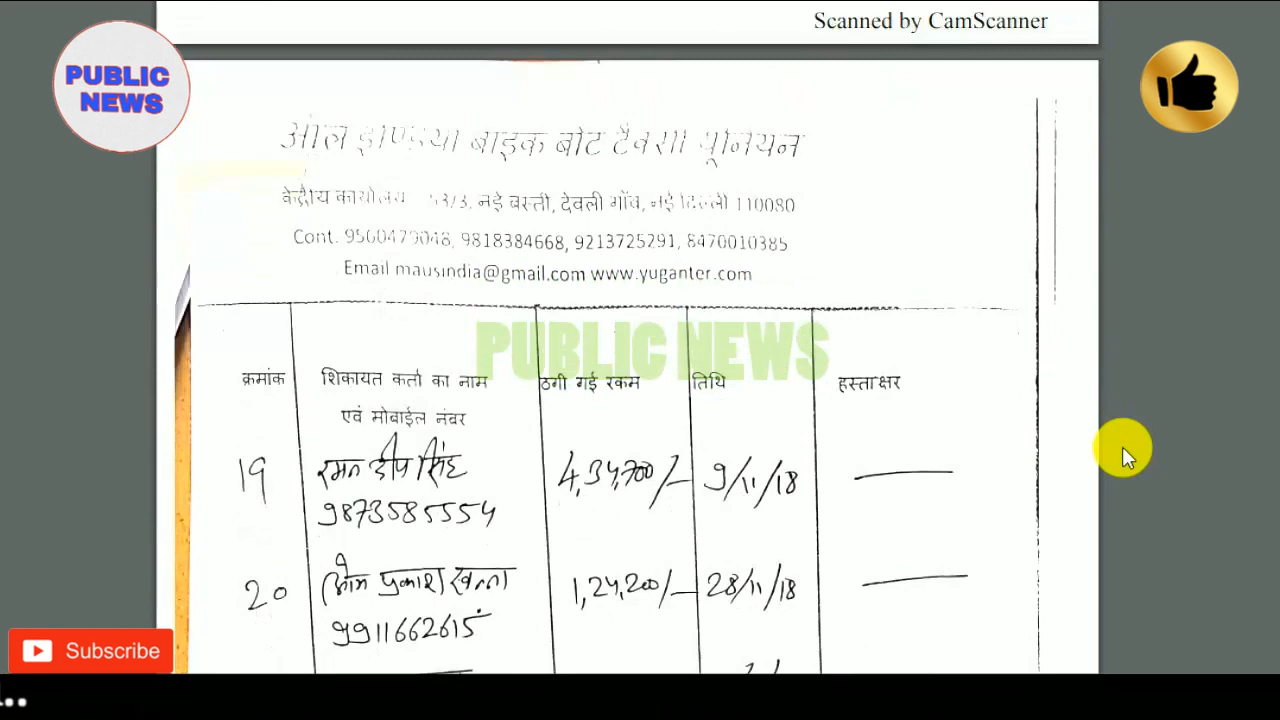 Scanned by CamScanner
PUBLIC
NEWS
ऑल इण्डिया बाइक बोट टैक्सी यूनियन
केंद्रीय कार्यालय 53/3, नई बस्ती, देवली गाँव, नई दिल्ली 110080
Cont. 9560479048, 9818384668, 9213725291, 8470010385
Email mausindia@gmail.com www.yuganter.com
PUBLIC NEWS
क्रमांक शिकायत कर्ता का नाम ठगी गई रकम तिथि हस्ताक्षर
एवं मोबाईल नंबर
19 रमन दीप सिंह 4,34,700/- 9/11/18
9873585554
20 ओम प्रकाश खन्ना 1,24,200/- 28/11/18
9911662615
Subscribe